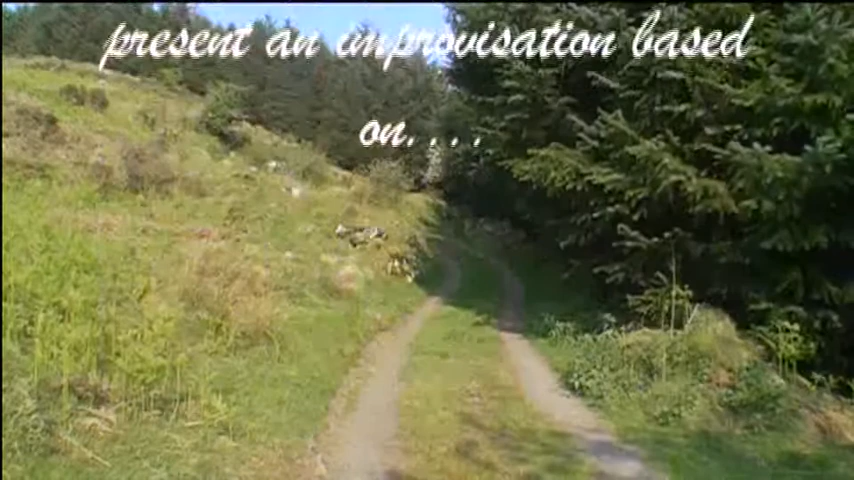 present an improvisation based
on.....